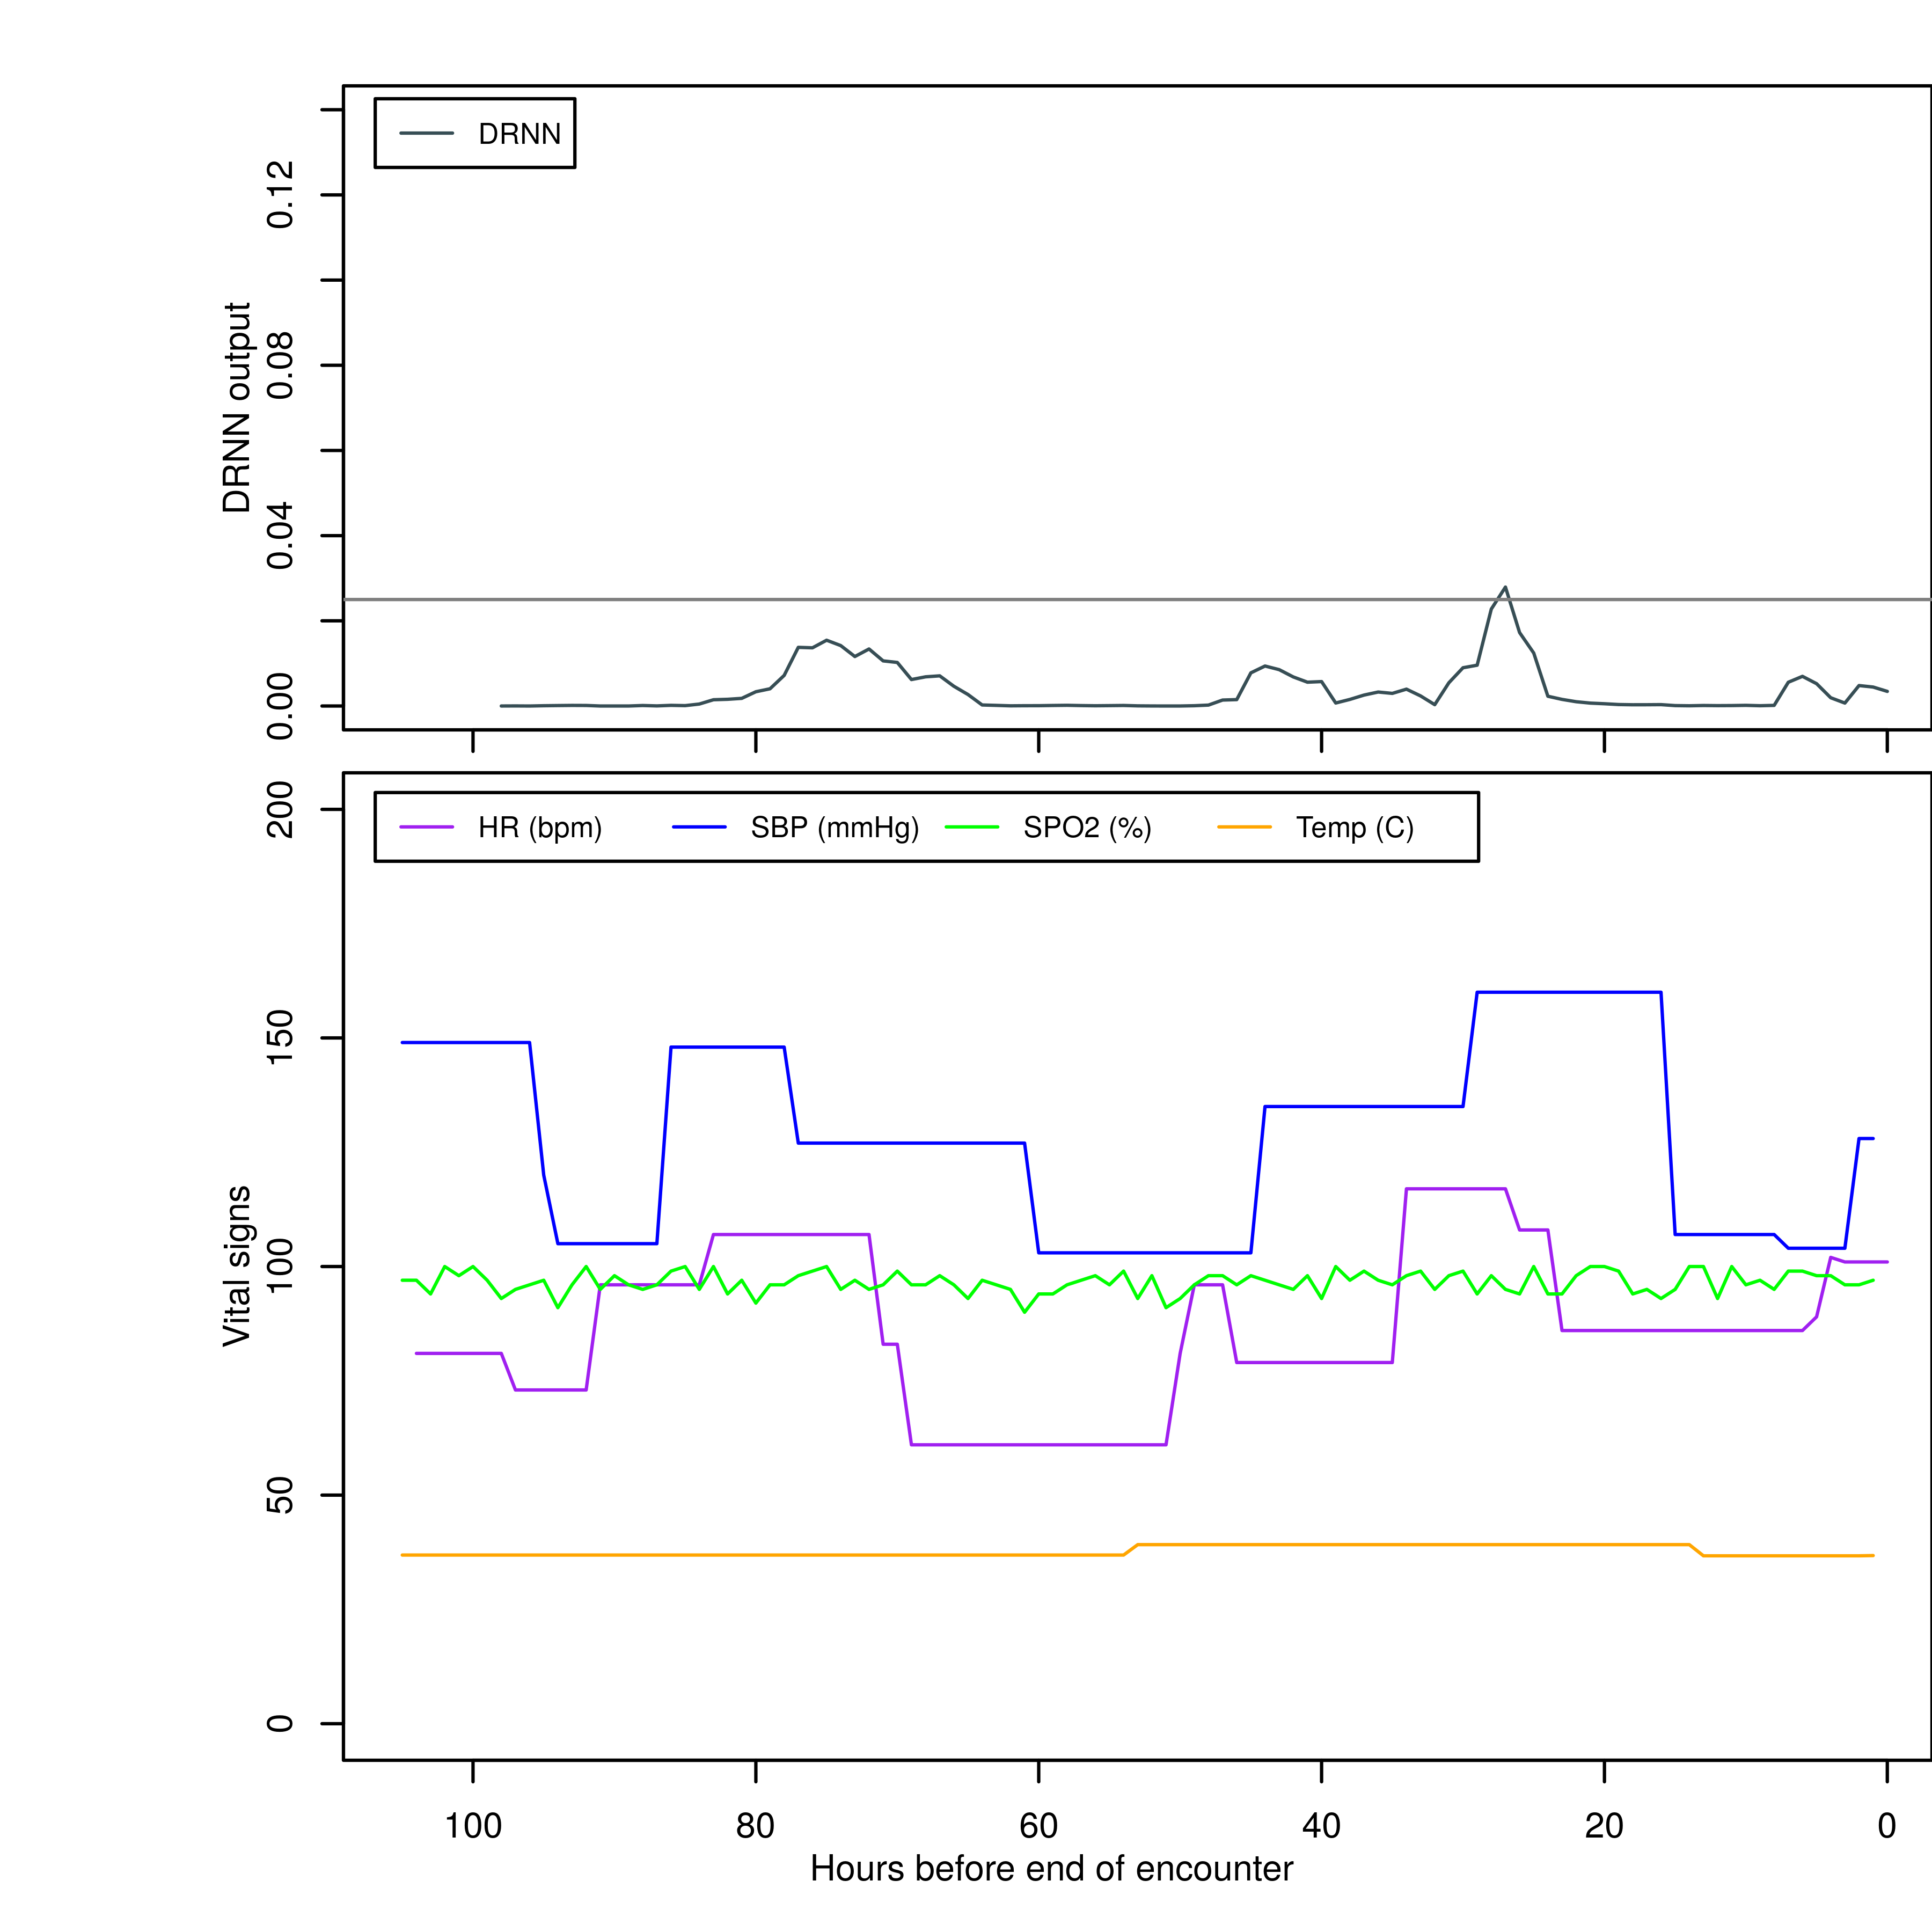 DRNN
DRNN output
0.00 0.04 0.08 0.12
HR (bpm) SBP (mmHg) SPO2 (%) Temp (C)
Vital signs
0 50 100 150 200
100 80 60 40 20 0
Hours before end of encounter